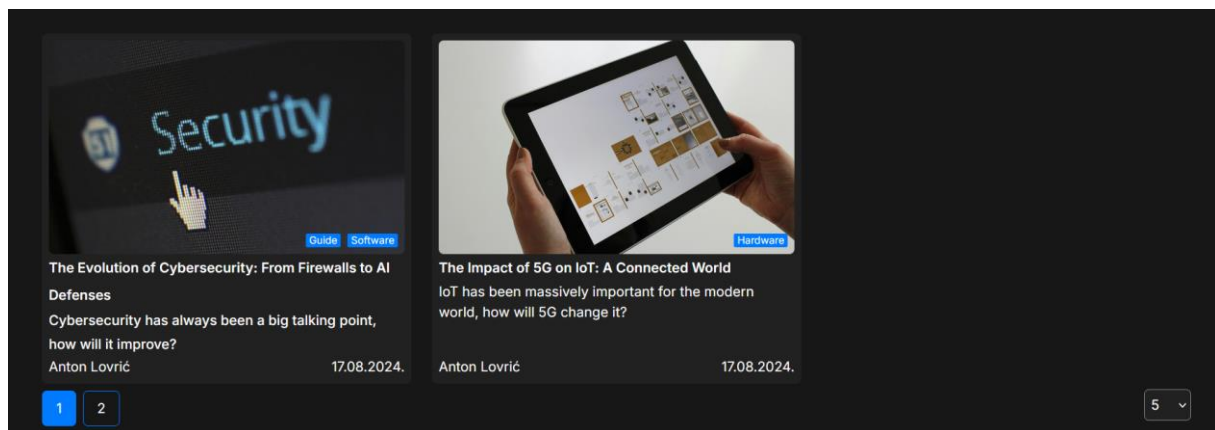 Security
Guide Software
The Evolution of Cybersecurity: From Firewalls to AI
Defenses
Cybersecurity has always been a big talking point,
how will it improve?
Anton Lovrić 17.08.2024.
Hardware
The Impact of 5G on IoT: A Connected World
IoT has been massively important for the modern
world, how will 5G change it?
Anton Lovrić 17.08.2024.
1 2
5